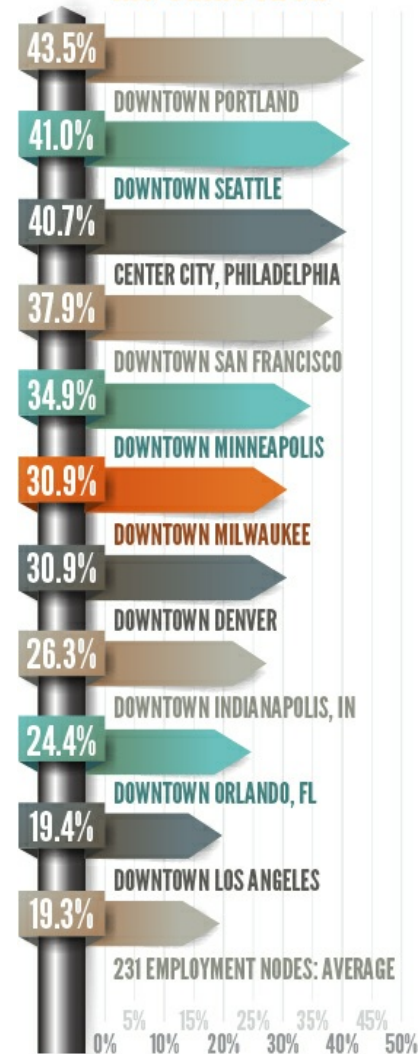 43.5%
DOWNTOWN PORTLAND
41.0%
DOWNTOWN SEATTLE
40.7%
CENTER CITY, PHILADELPHIA
37.9%
DOWNTOWN SAN FRANCISCO
34.9%
DOWNTOWN MINNEAPOLIS
30.9%
DOWNTOWN MILWAUKEE
30.9%
DOWNTOWN DENVER
26.3%
DOWNTOWN INDIANAPOLIS, IN
24.4%
DOWNTOWN ORLANDO, FL
19.4%
DOWNTOWN LOS ANGELES
19.3%
231 EMPLOYMENT NODES: AVERAGE
5% 15% 25% 35% 45%
0% 10% 20% 30% 40% 50%